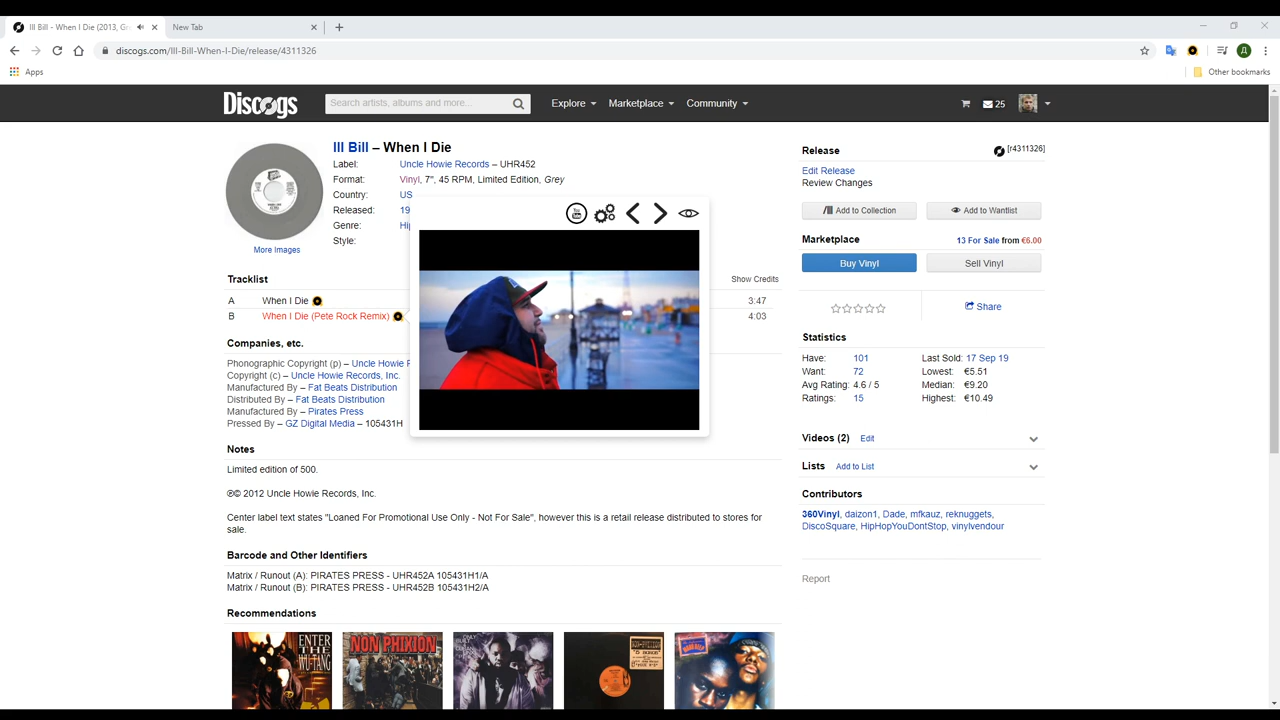 Ill Bill - When I Die (2013, Gr
New Tab
discogs.com/Ill-Bill-When-I-Die/release/4311326
Д
Apps
Other bookmarks
Discogs
Search artists, albums and more...
Explore
Marketplace
Community
25
Ill Bill – When I Die
Label: Uncle Howie Records – UHR452
Format: Vinyl, 7", 45 RPM, Limited Edition, Grey
Country: US
Released: 19
Genre: Hi
Style:
More Images
Tracklist
Show Credits
A When I Die 3:47
B When I Die (Pete Rock Remix) 4:03
Companies, etc.
Phonographic Copyright (p) – Uncle Howie R
Copyright (c) – Uncle Howie Records, Inc.
Manufactured By – Fat Beats Distribution
Distributed By – Fat Beats Distribution
Manufactured By – Pirates Press
Pressed By – GZ Digital Media – 105431H
Notes
Limited edition of 500.
℗© 2012 Uncle Howie Records, Inc.
Center label text states "Loaned For Promotional Use Only - Not For Sale", however this is a retail release distributed to stores for
sale.
Barcode and Other Identifiers
Matrix / Runout (A): PIRATES PRESS - UHR452A 105431H1/A
Matrix / Runout (B): PIRATES PRESS - UHR452B 105431H2/A
Recommendations
ENTER
THE
WU-TANG
NON PHIXION
Release
[r4311326]
Edit Release
Review Changes
Add to Collection
Add to Wantlist
Marketplace
13 For Sale from €6.00
Buy Vinyl
Sell Vinyl
Share
Statistics
Have: 101
Want: 72
Avg Rating: 4.6 / 5
Ratings: 15
Last Sold: 17 Sep 19
Lowest: €5.51
Median: €9.20
Highest: €10.49
Videos (2) Edit
Lists Add to List
Contributors
360Vinyl, daizon1, Dade, mfkauz, reknuggets,
DiscoSquare, HipHopYouDontStop, vinylvendour
Report